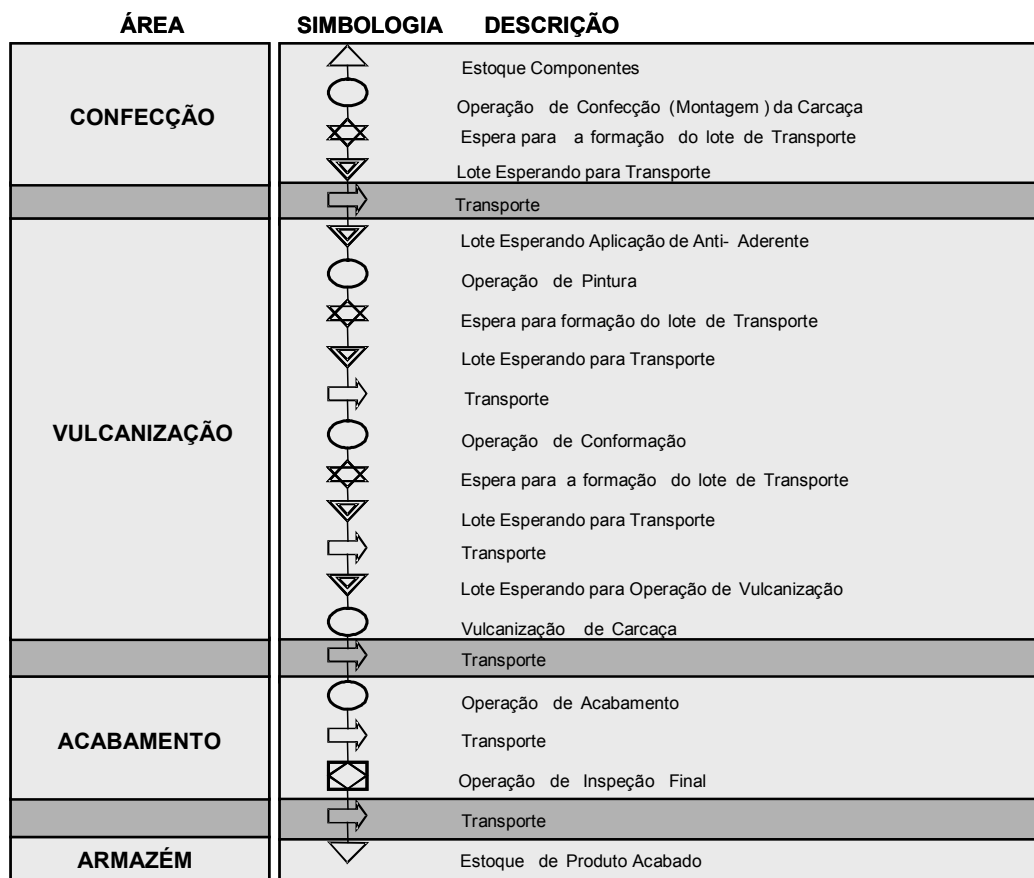 ÁREA SIMBOLOGIA DESCRIÇÃO
CONFECÇÃO
Estoque Componentes
Operação de Confecção (Montagem ) da Carcaça
Espera para a formação do lote de Transporte
Lote Esperando para Transporte
Transporte
VULCANIZAÇÃO
Lote Esperando Aplicação de Anti- Aderente
Operação de Pintura
Espera para formação do lote de Transporte
Lote Esperando para Transporte
Transporte
Operação de Conformação
Espera para a formação do lote de Transporte
Lote Esperando para Transporte
Transporte
Lote Esperando para Operação de Vulcanização
Vulcanização de Carcaça
Transporte
ACABAMENTO
Operação de Acabamento
Transporte
Operação de Inspeção Final
Transporte
ARMAZÉM
Estoque de Produto Acabado